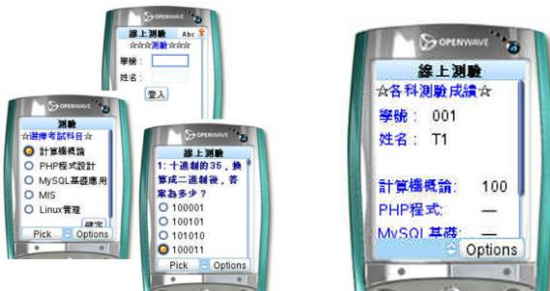 OPENWAVE
線上測驗 Abc
☆☆☆測驗☆☆☆
學號：
姓名：
登入
OPENWAVE
測驗
☆選擇考試科目☆
計算機概論
PHP程式設計
MySQL基礎應用
MIS
Linux管理
確定
Pick Options
OPENWAVE
線上測驗
1: 十進制的35，換
算成二進制後，答
案為多少？
100001
100101
101010
100011
Pick Options
OPENWAVE
線上測驗
☆各科測驗成績☆
學號： 001
姓名： T1
計算機概論: 100
PHP程式: —
MySQL基礎: —
Options